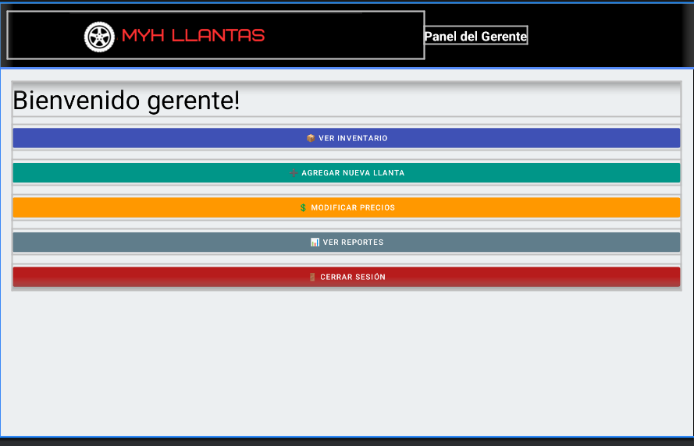 MYH LLANTAS
Panel del Gerente
Bienvenido gerente!
📦 VER INVENTARIO
➕ AGREGAR NUEVA LLANTA
💲 MODIFICAR PRECIOS
📊 VER REPORTES
🚪 CERRAR SESIÓN